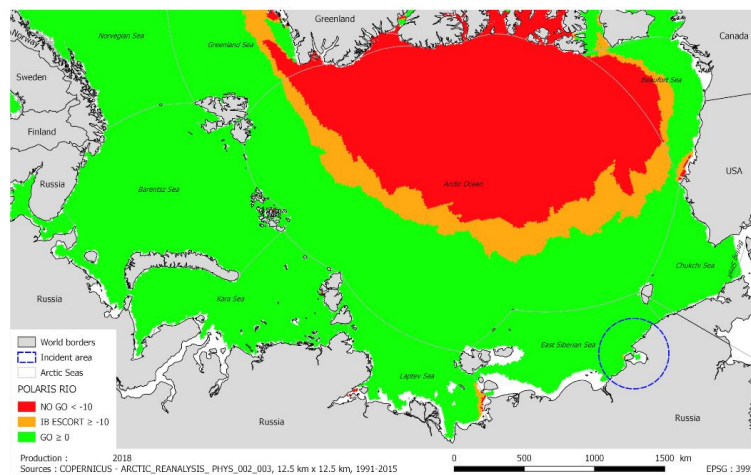 Norwegian Sea
Greenland Sea
Greenland
Canada
Norway
Sweden
Beaufort Sea
Finland
Russia
Barentsz Sea
Arctic Ocean
USA
Chukchi Sea
Russia
Kara Sea
East Siberian Sea
Laptev Sea
Russia
Russia
World borders
Incident area
Arctic Seas
POLARIS RIO
NO GO < -10
IB ESCORT ≥ -10
GO ≥ 0
Production : 2018
Sources : COPERNICUS - ARCTIC_REANALYSIS_ PHYS_002_003, 12.5 km x 12.5 km, 1991-2015
0 500 1000 1500 km
EPSG : 399